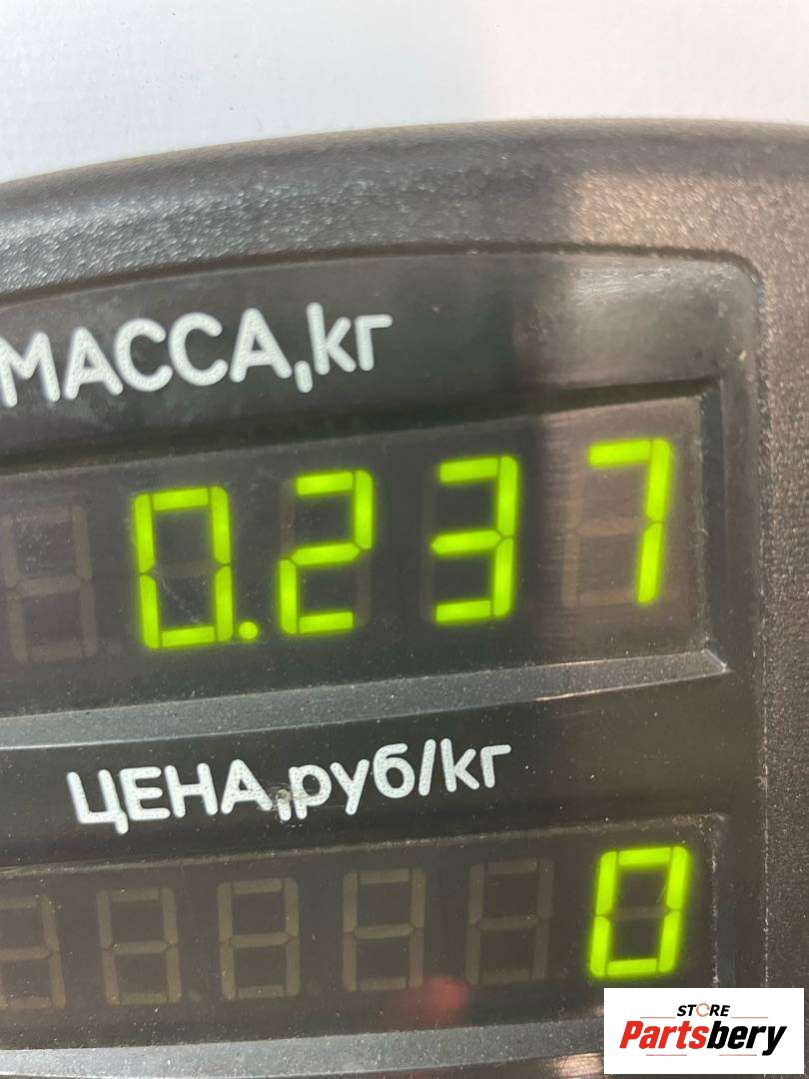 МАССА,кг
0.237
ЦЕНА,руб/кг
0
STORE
Partsbery